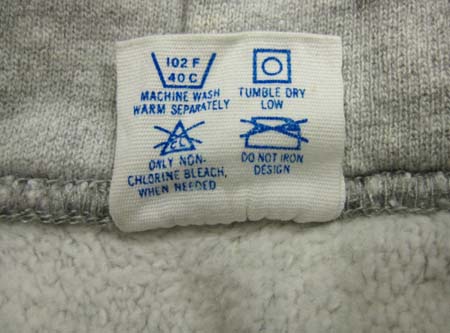 102 F
40 C
MACHINE WASH
WARM SEPARATELY
TUMBLE DRY
LOW
CL
ONLY NON-
CHLORINE BLEACH,
WHEN NEEDED
DO NOT IRON
DESIGN